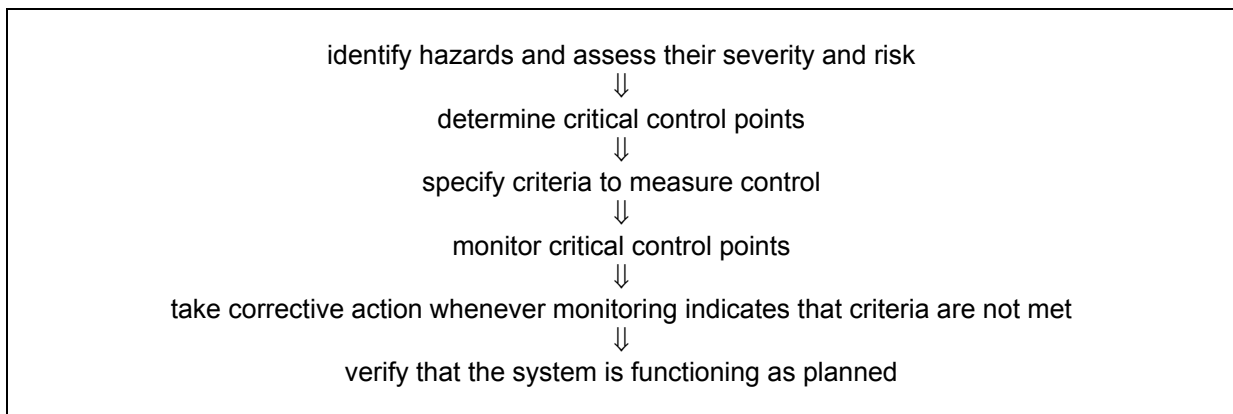 identify hazards and assess their severity and risk
⇓
determine critical control points
⇓
specify criteria to measure control
⇓
monitor critical control points
⇓
take corrective action whenever monitoring indicates that criteria are not met
⇓
verify that the system is functioning as planned